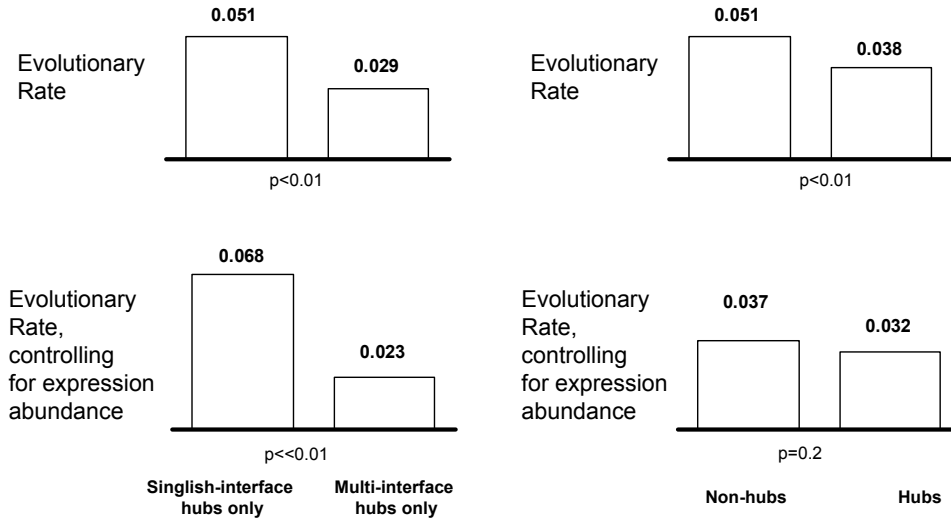 0.051
0.029
Evolutionary
Rate
p<0.01
0.051
0.038
Evolutionary
Rate
p<0.01
0.068
0.023
Evolutionary
Rate,
controlling
for expression
abundance
p<<0.01
Singlish-interface
hubs only
Multi-interface
hubs only
0.037
0.032
Evolutionary
Rate,
controlling
for expression
abundance
p=0.2
Non-hubs
Hubs